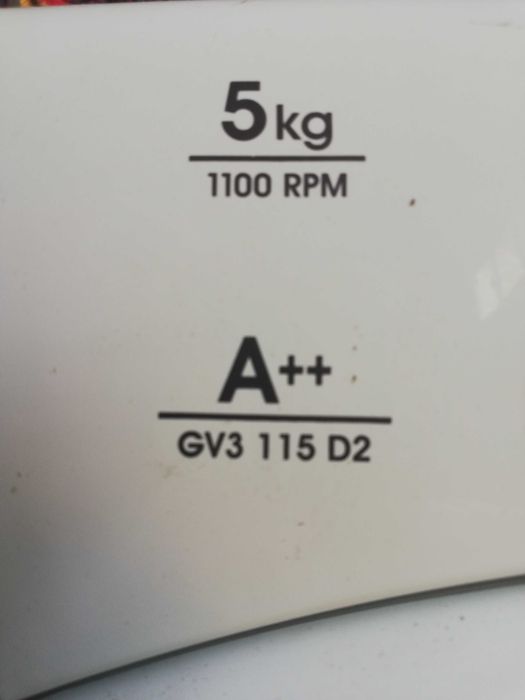 5kg
1100 RPM
A++
GV3 115 D2